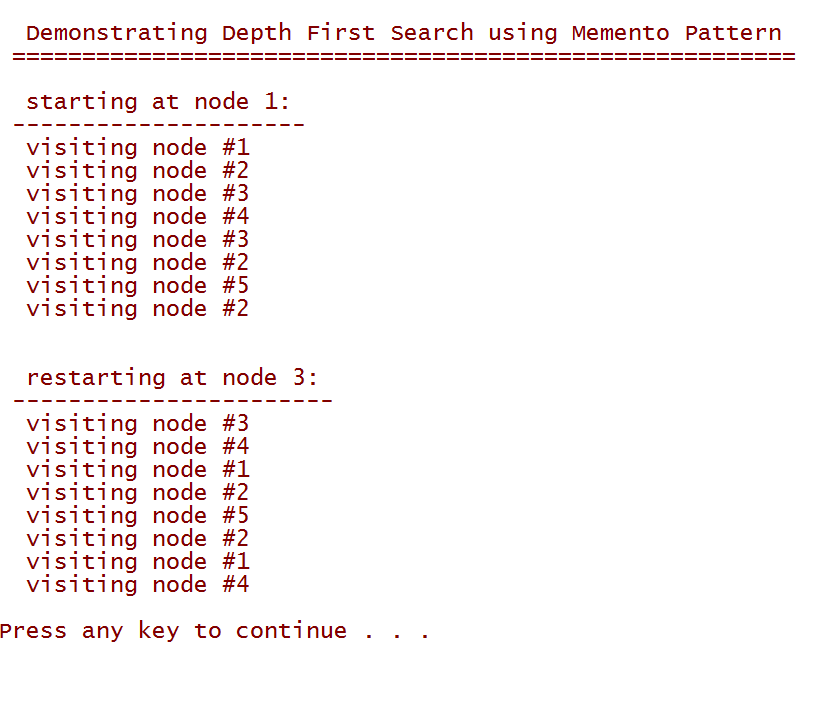 Demonstrating Depth First Search using Memento Pattern
========================================================
starting at node 1:
---------------------
visiting node #1
visiting node #2
visiting node #3
visiting node #4
visiting node #3
visiting node #2
visiting node #5
visiting node #2
restarting at node 3:
-----------------------
visiting node #3
visiting node #4
visiting node #1
visiting node #2
visiting node #5
visiting node #2
visiting node #1
visiting node #4
Press any key to continue . . .